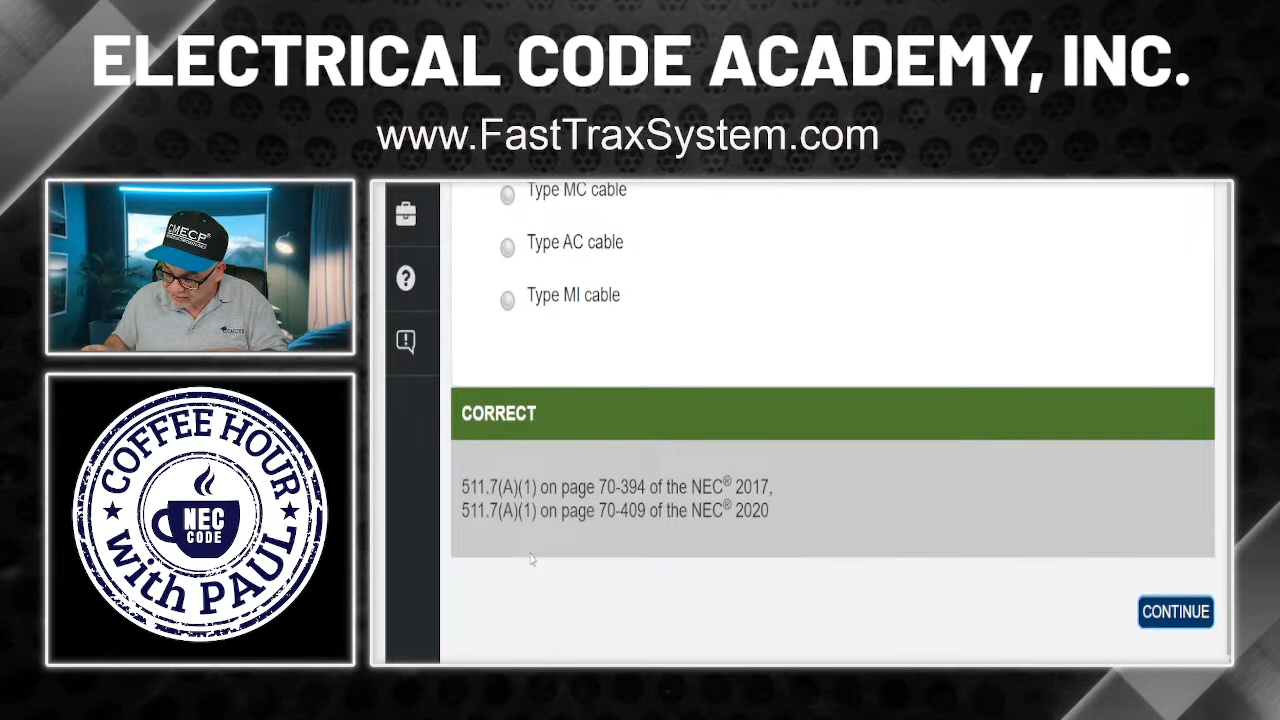 ELECTRICAL CODE ACADEMY, INC.
www.FastTraxSystem.com
CMECP®
Type MC cable
Type AC cable
Type MI cable
CORRECT
511.7(A)(1) on page 70-394 of the NEC® 2017,
511.7(A)(1) on page 70-409 of the NEC® 2020
CONTINUE
COFFEE HOUR
NEC
CODE
with PAUL